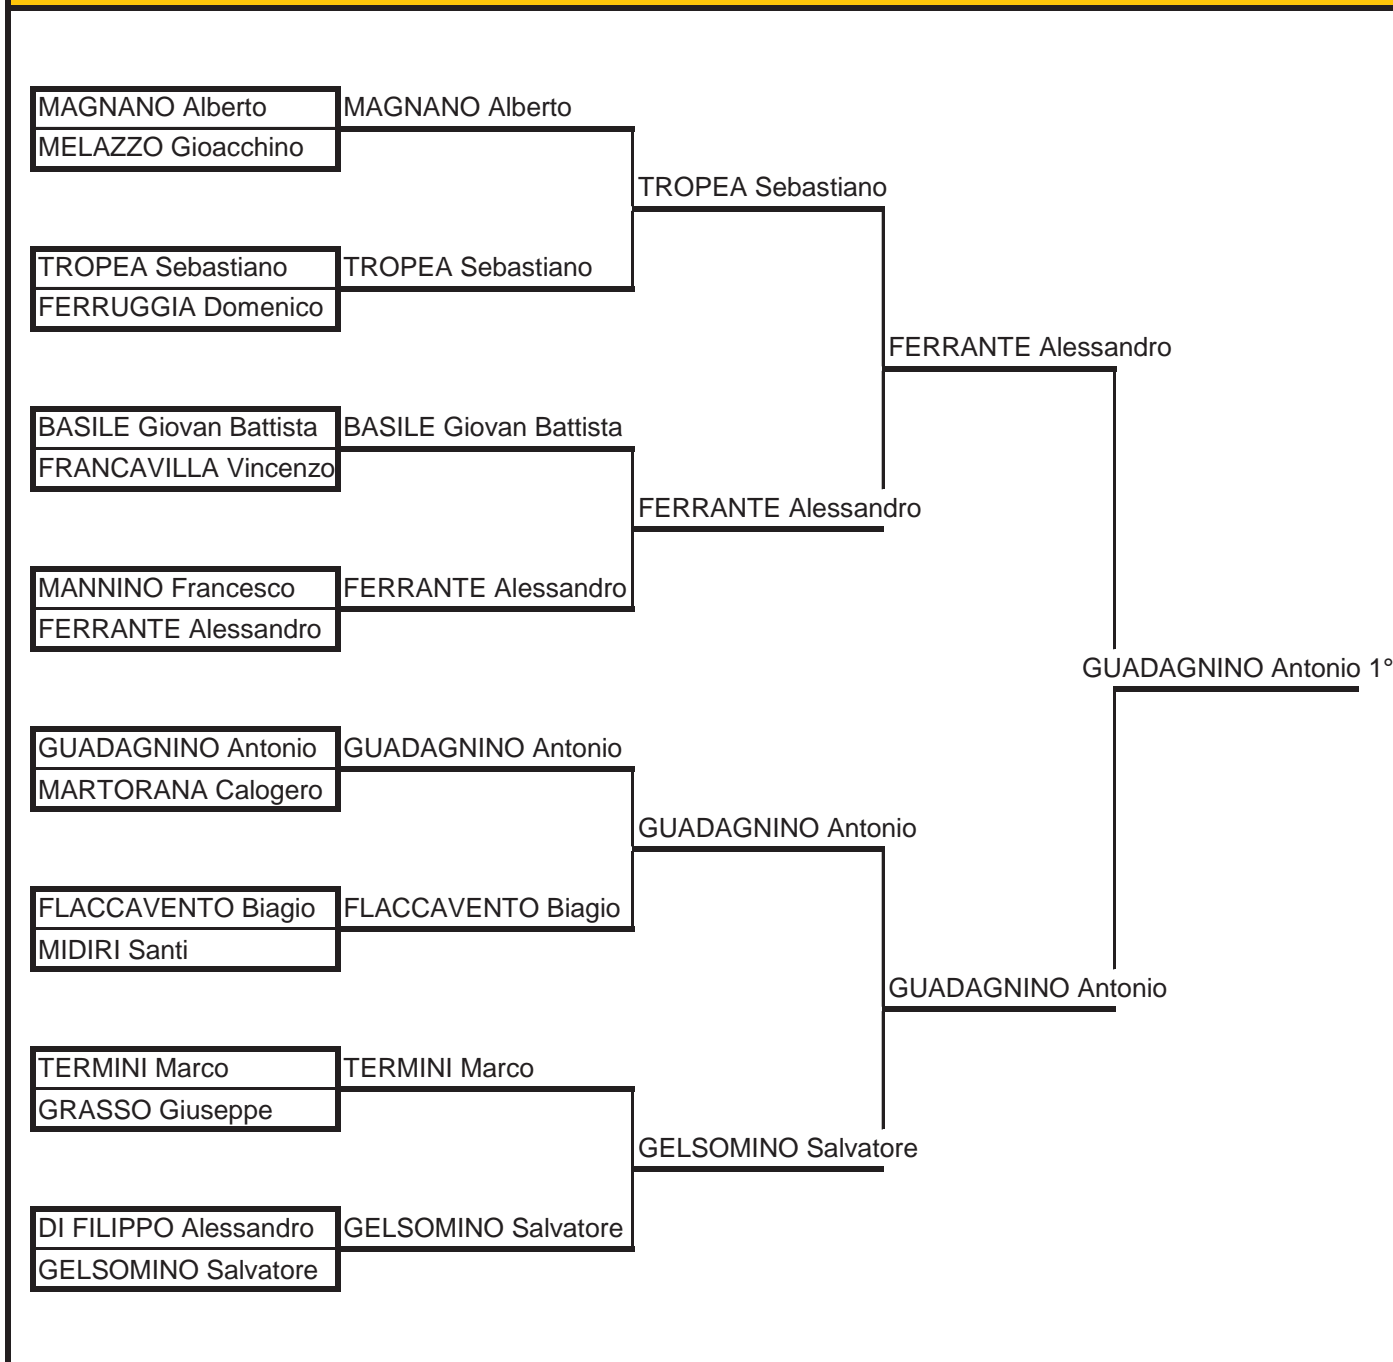 MAGNANO Alberto
MAGNANO Alberto
MELAZZO Gioacchino
TROPEA Sebastiano
TROPEA Sebastiano
TROPEA Sebastiano
FERRUGGIA Domenico
FERRANTE Alessandro
BASILE Giovan Battista
BASILE Giovan Battista
FRANCAVILLA Vincenzo
FERRANTE Alessandro
MANNINO Francesco
FERRANTE Alessandro
FERRANTE Alessandro
GUADAGNINO Antonio 1°
GUADAGNINO Antonio
GUADAGNINO Antonio
MARTORANA Calogero
GUADAGNINO Antonio
FLACCAVENTO Biagio
FLACCAVENTO Biagio
MIDIRI Santi
GUADAGNINO Antonio
TERMINI Marco
TERMINI Marco
GRASSO Giuseppe
GELSOMINO Salvatore
DI FILIPPO Alessandro
GELSOMINO Salvatore
GELSOMINO Salvatore